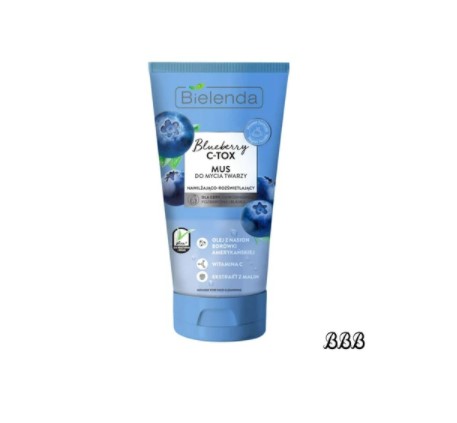 Bielenda
Blueberry
C-TOX
MUS
DO MYCIA TWARZY
NAWILŻAJĄCO-ROZŚWIETLAJĄCY
OLEJ Z NASION
BORÓWKI
AMERYKAŃSKIEJ
WITAMINA C
EKSTRAKT Z MALIN
BBB